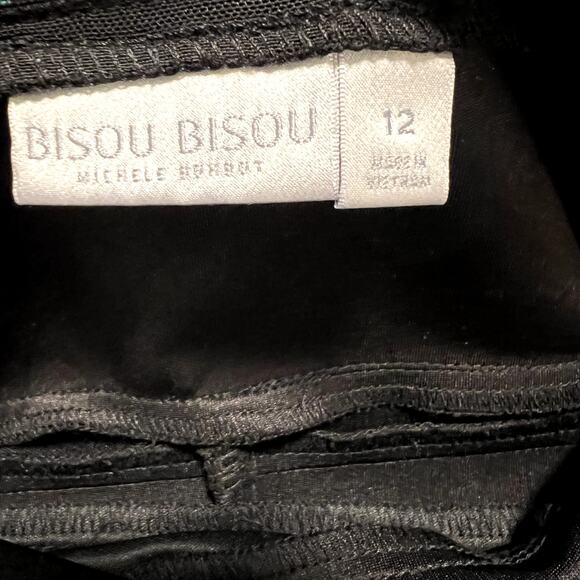 BISOU BISOU
MICHELE BOHBOT
12
MADE IN
VIETNAM